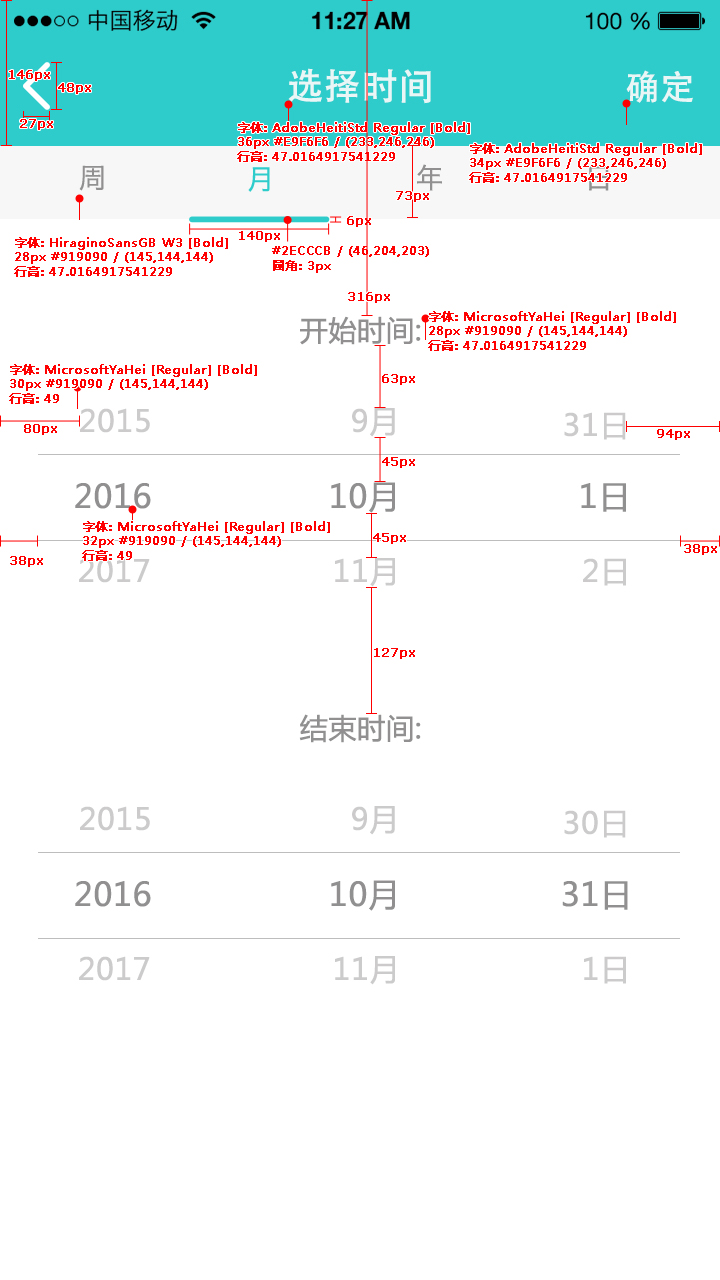 中国移动 11:27 AM 100 %
146px
48px
27px
选择时间
确定
字体: AdobeHeitiStd Regular [Bold]
36px #E9F6F6 / (233,246,246)
行高: 47.0164917541229
字体: AdobeHeitiStd Regular [Bold]
34px #E9F6F6 / (233,246,246)
行高: 47.0164917541229
周 月 年 日
73px
6px
140px
字体: HiraginoSansGB W3 [Bold]
28px #919090 / (145,144,144)
行高: 47.0164917541229
#2ECCCB / (46,204,203)
圆角: 3px
316px
开始时间:
字体: MicrosoftYaHei [Regular] [Bold]
28px #919090 / (145,144,144)
行高: 47.0164917541229
63px
字体: MicrosoftYaHei [Regular] [Bold]
30px #919090 / (145,144,144)
行高: 49
2015 9月 31日
80px
94px
45px
2016 10月 1日
字体: MicrosoftYaHei [Regular] [Bold]
32px #919090 / (145,144,144)
行高: 49
45px
38px
38px
2017 11月 2日
127px
结束时间:
2015 9月 30日
2016 10月 31日
2017 11月 1日